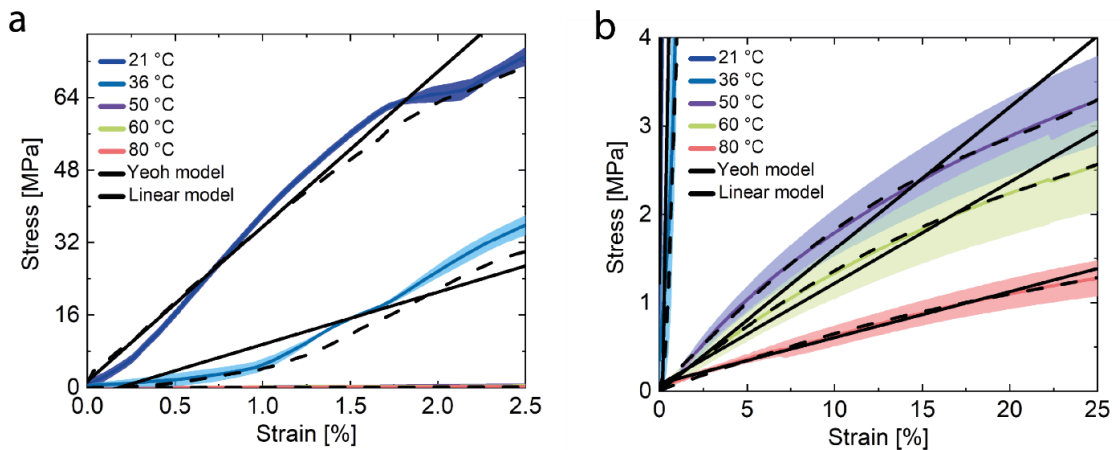 a
21 °C
36 °C
50 °C
60 °C
80 °C
Yeoh model
Linear model
Stress [MPa]
64
48
32
16
0
0.0 0.5 1.0 1.5 2.0 2.5
Strain [%]
b
21 °C
36 °C
50 °C
60 °C
80 °C
Yeoh model
Linear model
Stress [MPa]
4
3
2
1
0
0 5 10 15 20 25
Strain [%]